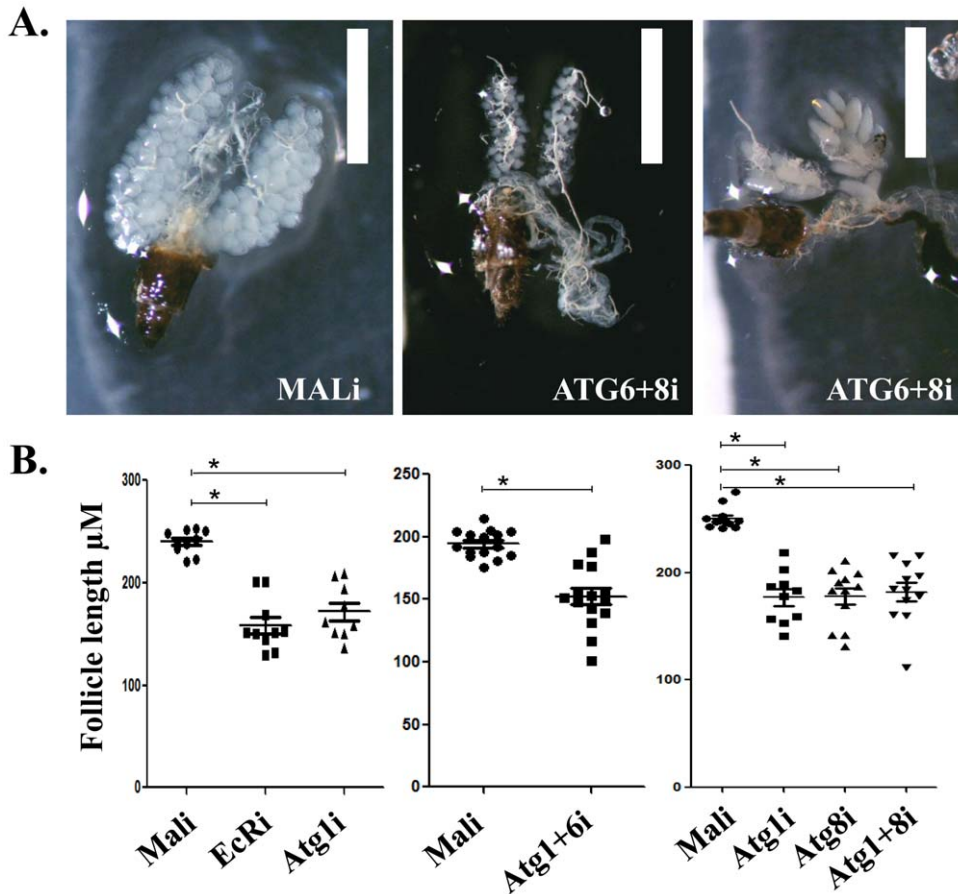 A.
MALi
ATG6+8i
ATG6+8i
B.
Follicle length µM
300
200
100
0
*
*
Mali
EcRi
Atg1i
250
200
150
100
50
0
*
Mali
Atg1+6i
300
200
100
0
*
*
*
Mali
Atg1i
Atg8i
Atg1+8i